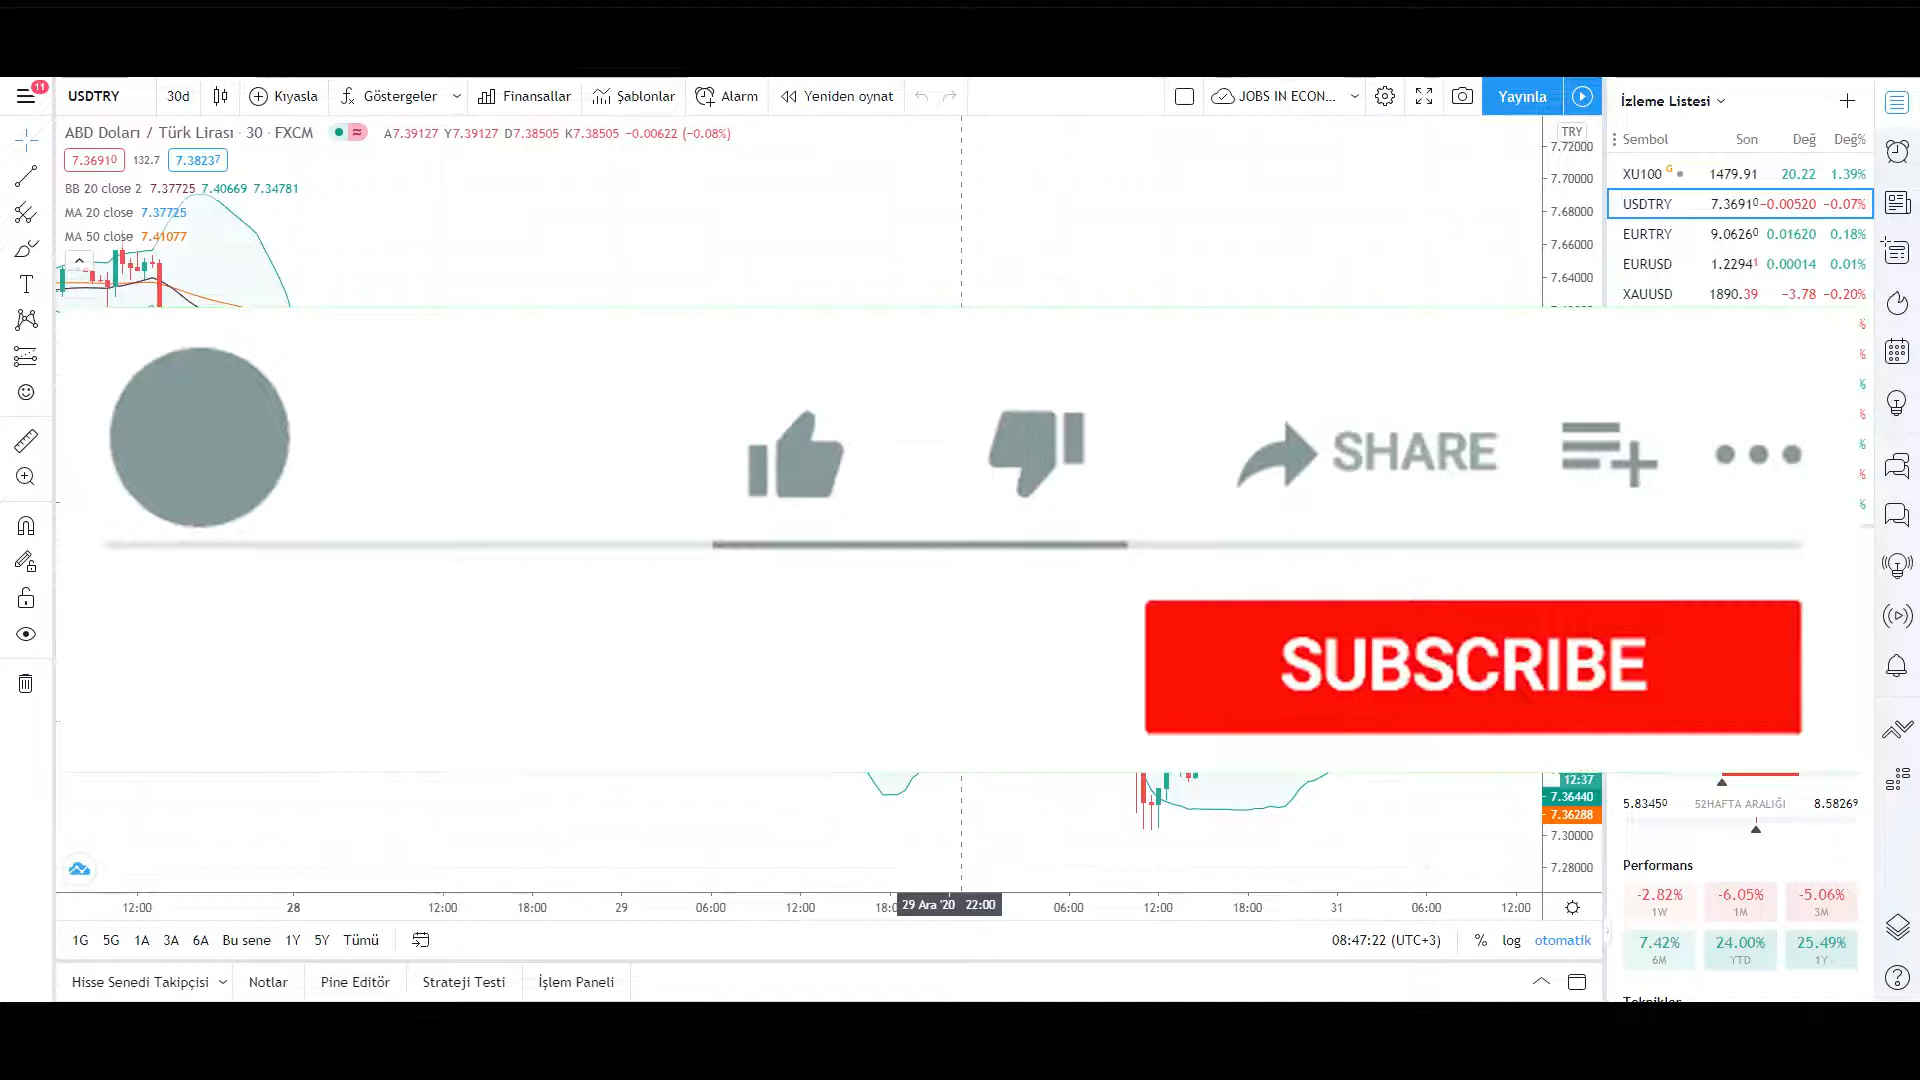 11
USDTRY 30d Kıyasla Göstergeler Finansallar Şablonlar Alarm Yeniden oynat JOBS IN ECON... Yayınla
İzleme Listesi
ABD Doları / Türk Lirası · 30 · FXCM A7.39127 Y7.39127 D7.38505 K7.38505 −0.00622 (−0.08%)
7.36910 132.7 7.38237
BB 20 close 2 7.37725 7.40669 7.34781
MA 20 close 7.37725
MA 50 close 7.41077
TRY
7.72000
7.70000
7.68000
7.66000
7.64000
Sembol Son Değ Değ%
XU100 G 1479.91 20.22 1.39%
USDTRY 7.36910 −0.00520 −0.07%
EURTRY 9.06260 0.01620 0.18%
EURUSD 1.22941 0.00014 0.01%
XAUUSD 1890.39 −3.78 −0.20%
%
%
%
%
%
%
%
SHARE
SUBSCRIBE
12:37
7.36440
7.36288
7.30000
7.28000
5.83450 52HAFTA ARALIĞI 8.58269
Performans
-2.82% -6.05% -5.06%
1W 1M 3M
7.42% 24.00% 25.49%
6M YTD 1Y
Teknikler
12:00 28 12:00 18:00 29 06:00 12:00 18:0 29 Ara '20 22:00 06:00 12:00 18:00 31 06:00 12:00
1G 5G 1A 3A 6A Bu sene 1Y 5Y Tümü 08:47:22 (UTC+3) % log otomatik
Hisse Senedi Takipçisi Notlar Pine Editör Strateji Testi İşlem Paneli